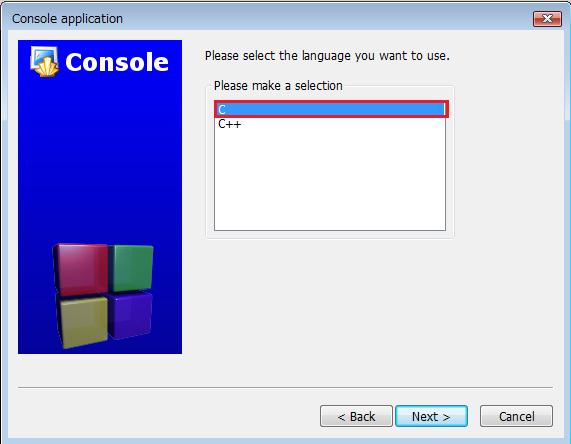 Console application
Console
Please select the language you want to use.
Please make a selection
C
C++
< Back
Next >
Cancel